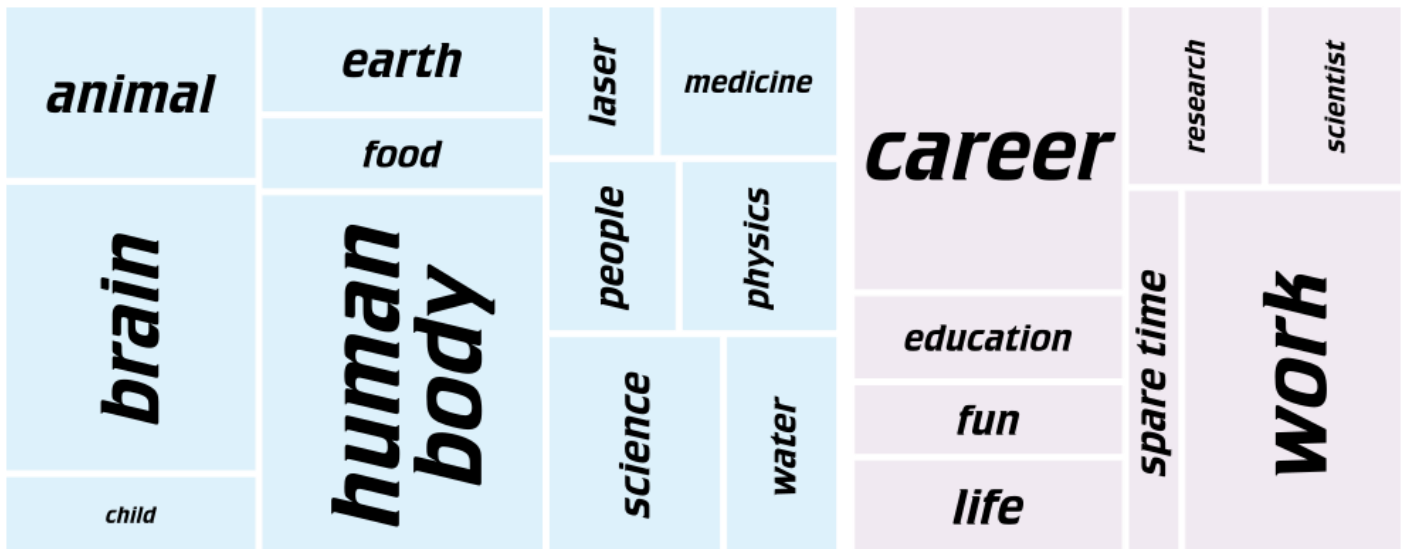 animal
brain
child
earth
food
human
body
laser
medicine
people
physics
science
water
career
education
fun
life
research
scientist
spare time
work